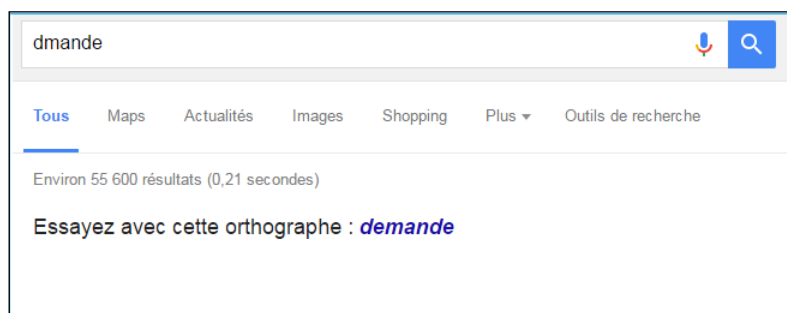 dmande
Tous Maps Actualités Images Shopping Plus Outils de recherche
Environ 55 600 résultats (0,21 secondes)
Essayez avec cette orthographe : demande